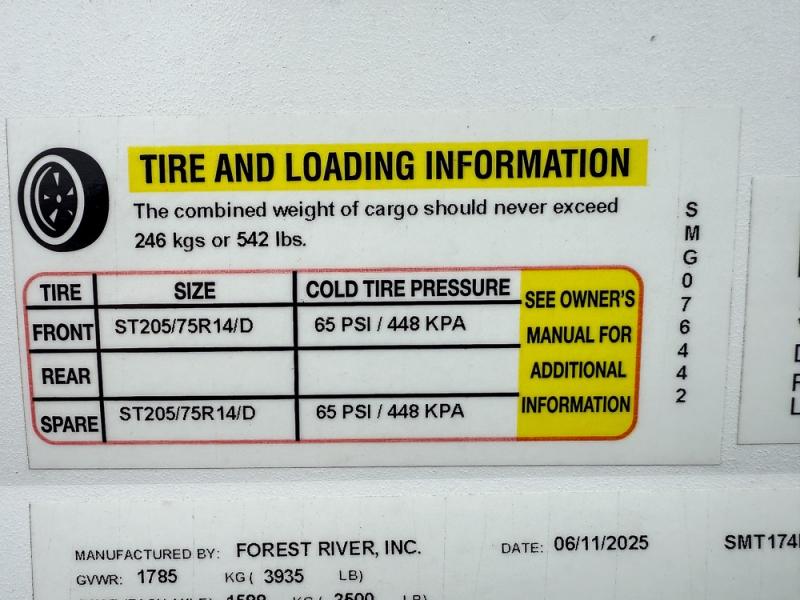 TIRE AND LOADING INFORMATION
The combined weight of cargo should never exceed
246 kgs or 542 lbs.
TIRE SIZE COLD TIRE PRESSURE
FRONT ST205/75R14/D 65 PSI / 448 KPA
REAR
SPARE ST205/75R14/D 65 PSI / 448 KPA
SEE OWNER'S
MANUAL FOR
ADDITIONAL
INFORMATION
SMG076442
MANUFACTURED BY: FOREST RIVER, INC. DATE: 06/11/2025 SMT174
GVWR: 1785 KG ( 3935 LB)